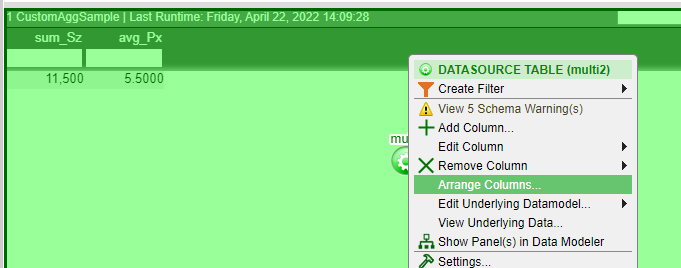 1 CustomAggSample | Last Runtime: Friday, April 22, 2022 14:09:28
sum_Sz avg_Px
11,500 5.5000
mu
DATASOURCE TABLE (multi2)
Create Filter
View 5 Schema Warning(s)
Add Column...
Edit Column
Remove Column
Arrange Columns...
Edit Underlying Datamodel...
View Underlying Data...
Show Panel(s) in Data Modeler
Settings...